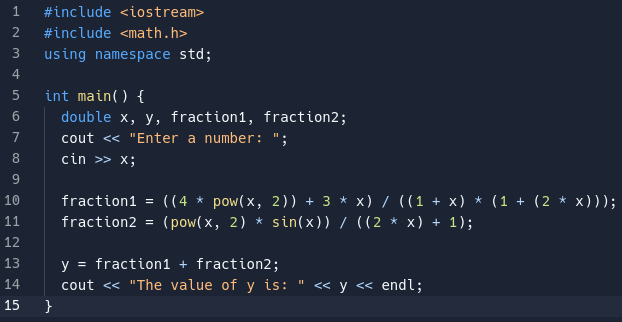 1 #include <iostream>
2 #include <math.h>
3 using namespace std;
4
5 int main() {
6   double x, y, fraction1, fraction2;
7   cout << "Enter a number: ";
8   cin >> x;
9
10   fraction1 = ((4 * pow(x, 2)) + 3 * x) / ((1 + x) * (1 + (2 * x)));
11   fraction2 = (pow(x, 2) * sin(x)) / ((2 * x) + 1);
12
13   y = fraction1 + fraction2;
14   cout << "The value of y is: " << y << endl;
15 }